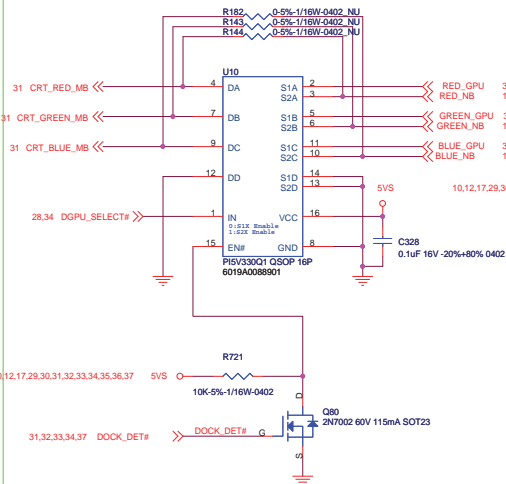 R182 0-5%-1/16W-0402_NU
R143 0-5%-1/16W-0402_NU
R144 0-5%-1/16W-0402_NU
U10
31 CRT_RED_MB 4 DA S1A 2 RED_GPU
S2A 3 RED_NB
31 CRT_GREEN_MB 7 DB S1B 5 GREEN_GPU
S2B 6 GREEN_NB
31 CRT_BLUE_MB 9 DC S1C 11 BLUE_GPU
S2C 10 BLUE_NB
12 DD S1D 14
S2D 13
5VS 10,12,17,29,3
28,34 DGPU_SELECT# 1 IN VCC 16
0:S1X Enable
1:S2X Enable
15 EN# GND 8
C328
0.1uF 16V -20%+80% 0402
PI5V330Q1 QSOP 16P
6019A0088901
R721
,12,17,29,30,31,32,33,34,35,36,37 5VS
10K-5%-1/16W-0402
D
Q80
2N7002 60V 115mA SOT23
31,32,33,34,37 DOCK_DET# DOCK_DET# G
S